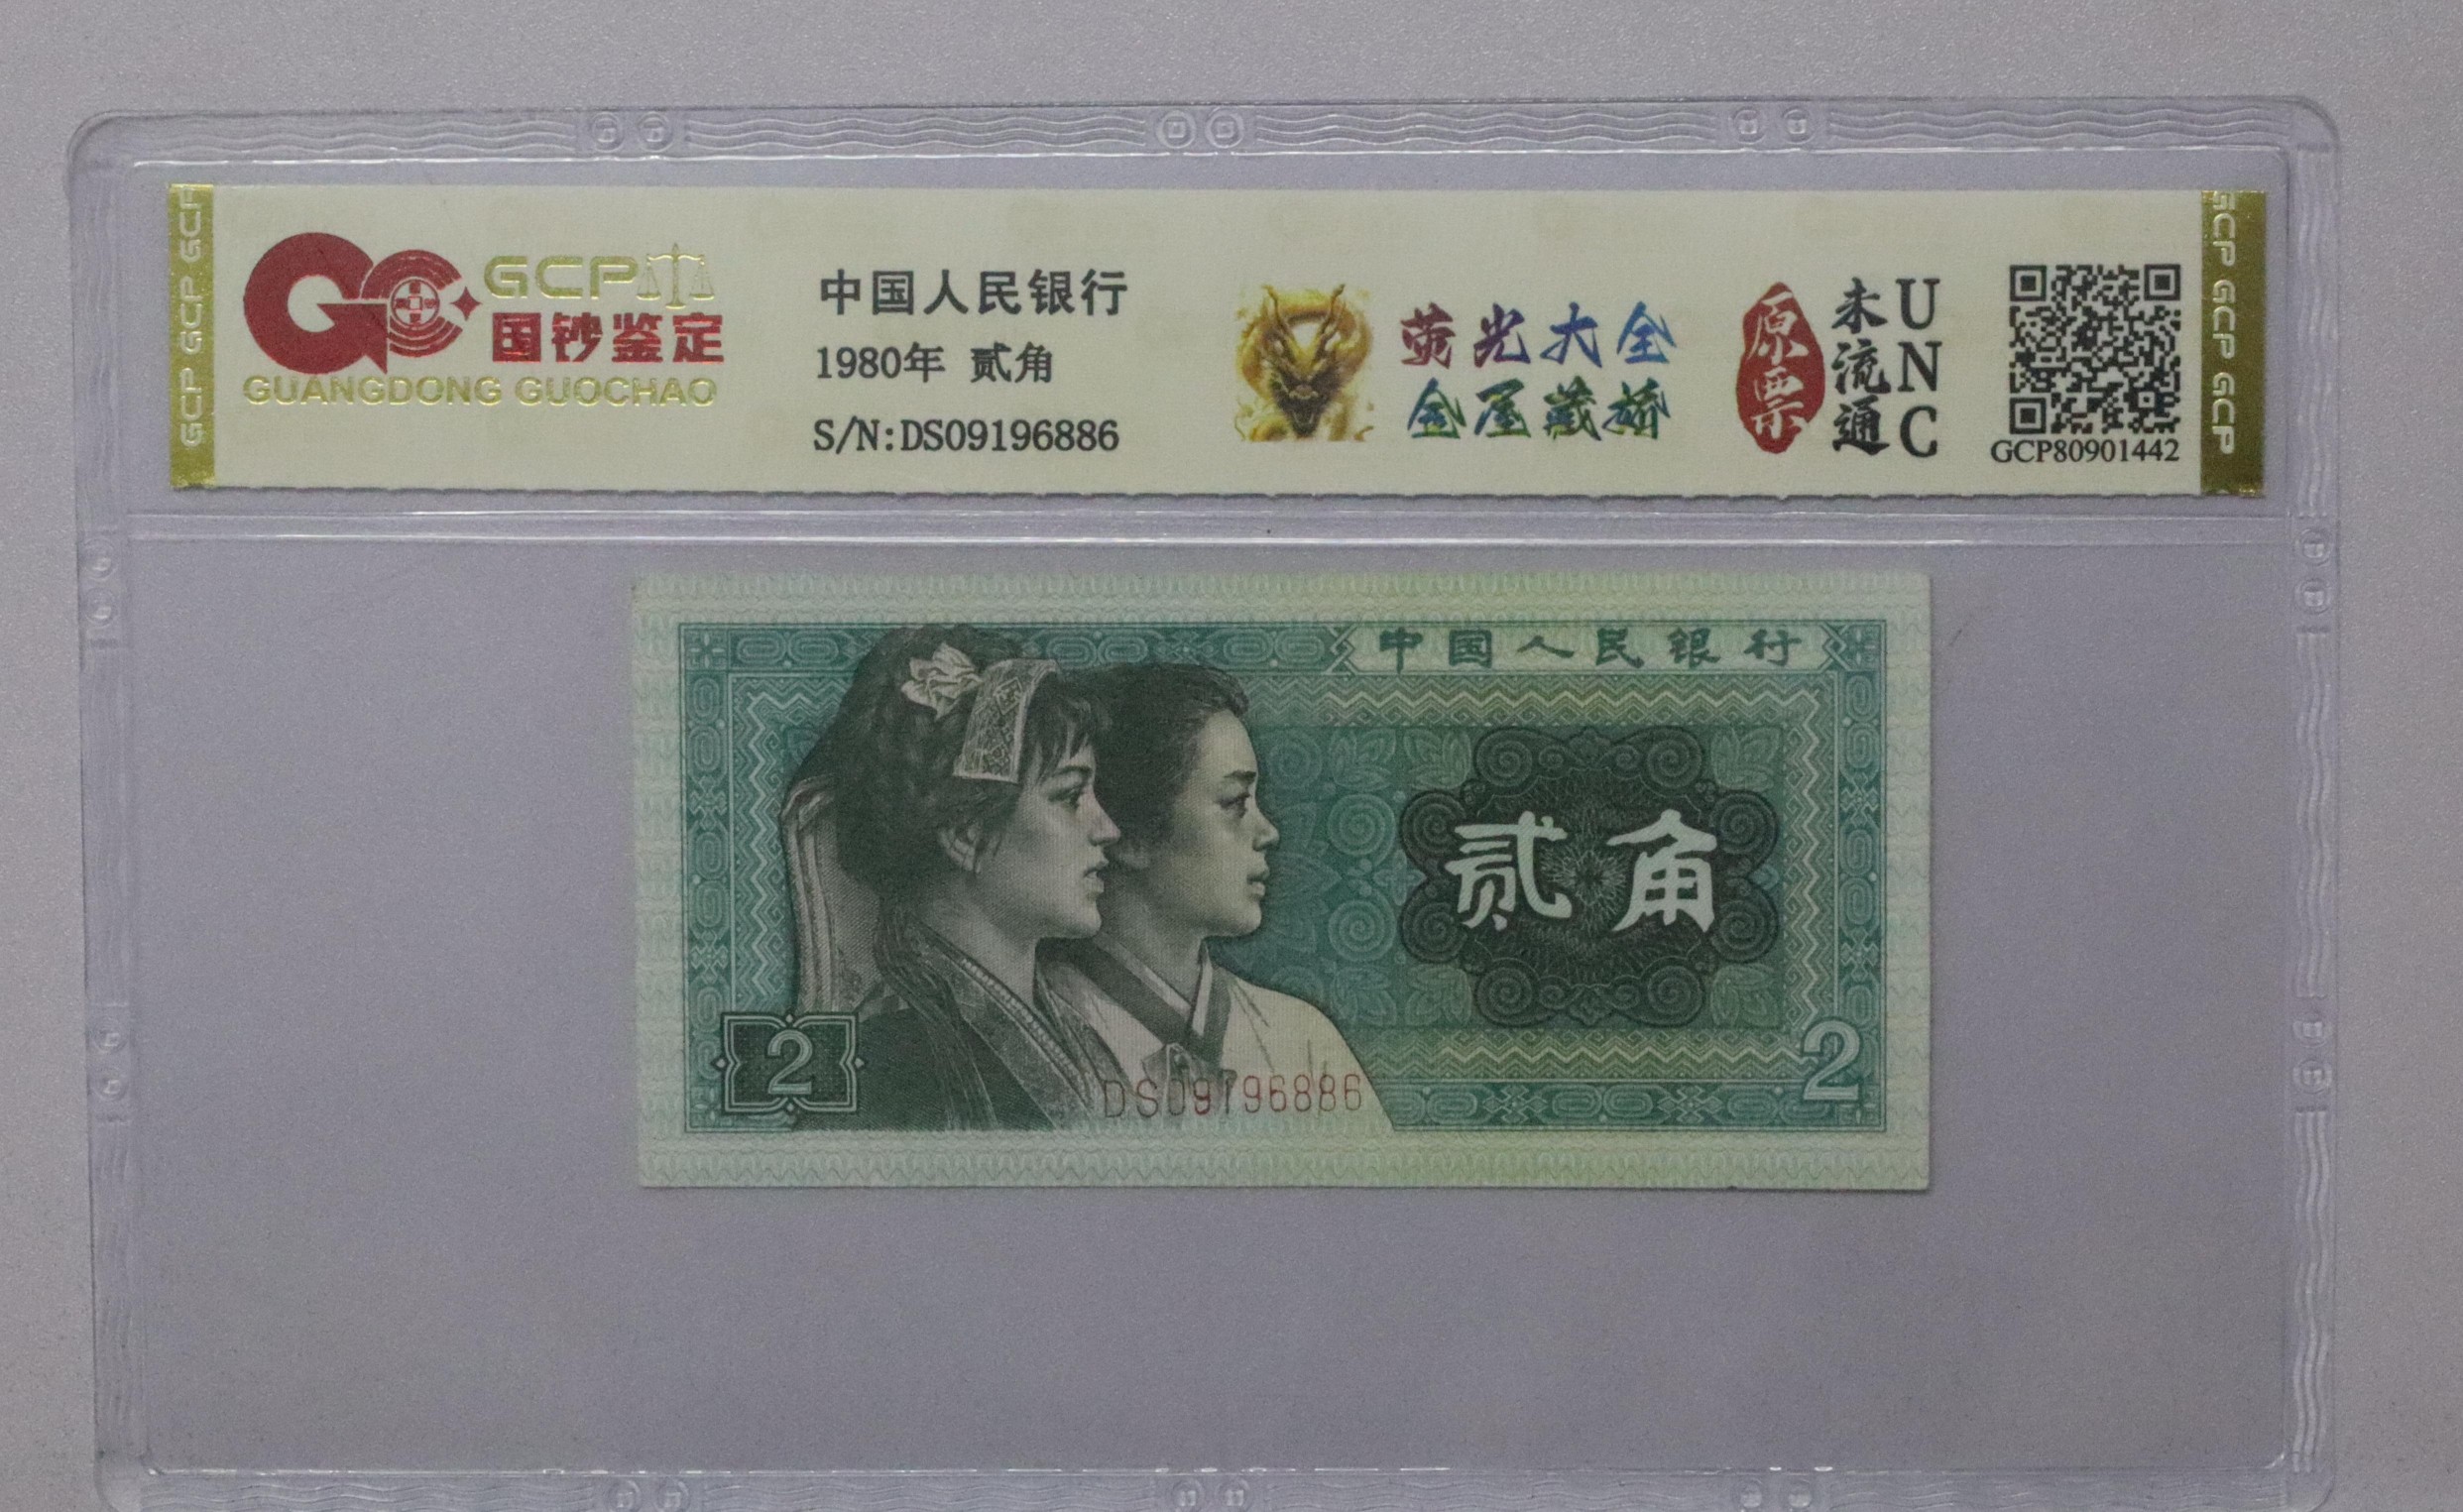 GCP GCP GCP
GCP
国钞鉴定
GUANGDONG GUOCHAO
中国人民银行
1980年 贰角
S/N:DS09196886
荧光大全
金屋藏娇
原票
未流通
UNC
GCP80901442
GCP GCP GCP
中国人民银行
贰角
2
DS09196886
2